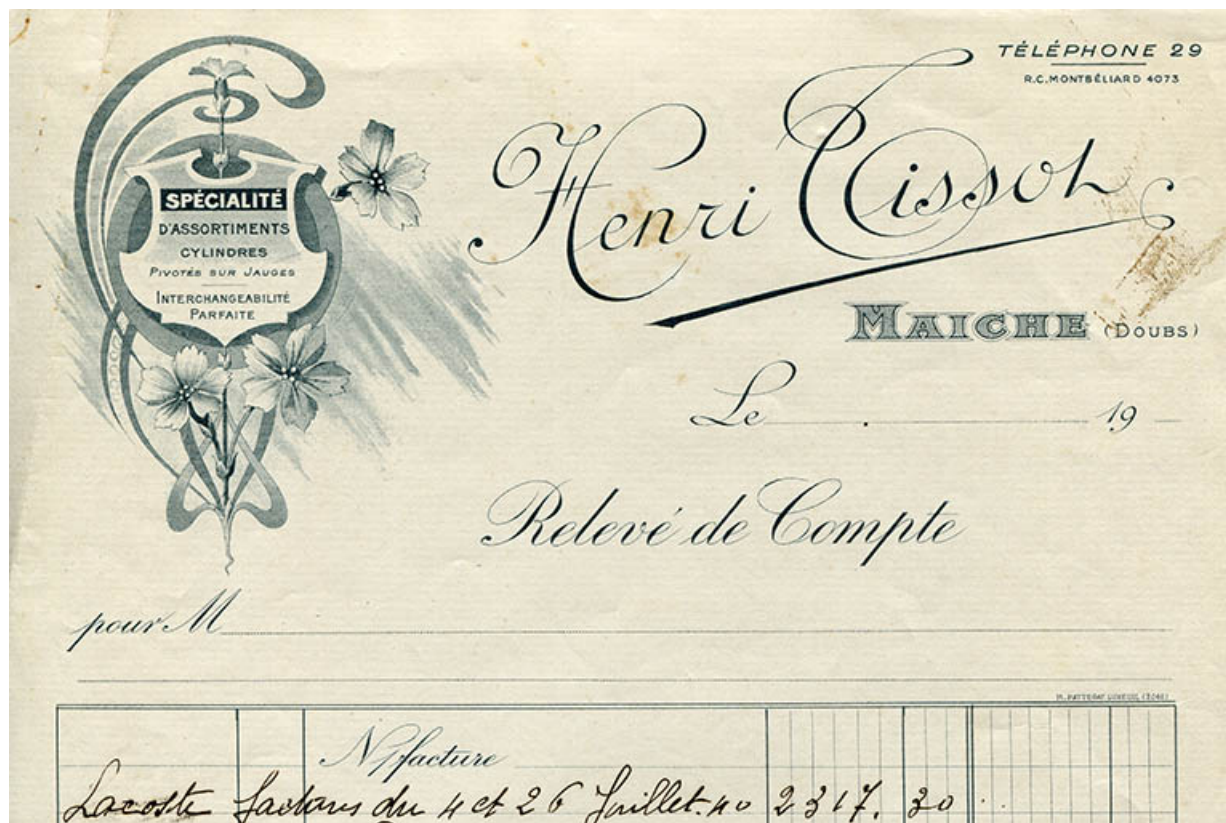 TÉLÉPHONE 29
R.C. MONTBÉLIARD 4073
Henri Tissot
SPÉCIALITÉ
D'ASSORTIMENTS
CYLINDRES
PIVOTÉS SUR JAUGES
INTERCHANGEABILITÉ
PARFAITE
MAICHE (DOUBS)
Le 19
Relevé de Compte
pour M
N/facture
Lacoste factures du 4 et 26 Juillet 40 2317. 30